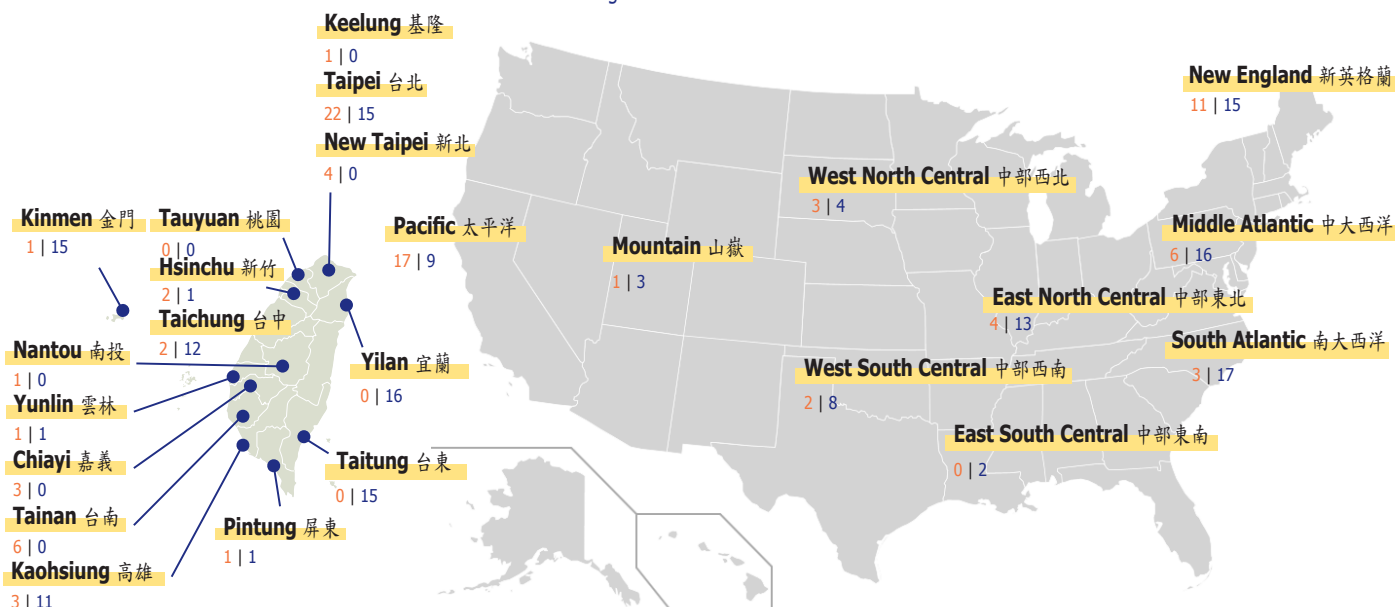 Keelung 基隆
1 | 0
Taipei 台北
22 | 15
New Taipei 新北
4 | 0
Kinmen 金門
1 | 15
Tauyuan 桃園
0 | 0
Hsinchu 新竹
2 | 1
Taichung 台中
2 | 12
Nantou 南投
1 | 0
Yunlin 雲林
1 | 1
Chiayi 嘉義
3 | 0
Tainan 台南
6 | 0
Kaohsiung 高雄
3 | 11
Yilan 宜蘭
0 | 16
Taitung 台東
0 | 15
Pintung 屏東
1 | 1
Pacific 太平洋
17 | 9
Mountain 山嶽
1 | 3
West North Central 中部西北
3 | 4
New England 新英格蘭
11 | 15
Middle Atlantic 中大西洋
6 | 16
East North Central 中部東北
4 | 13
South Atlantic 南大西洋
3 | 17
West South Central 中部西南
2 | 8
East South Central 中部東南
0 | 2